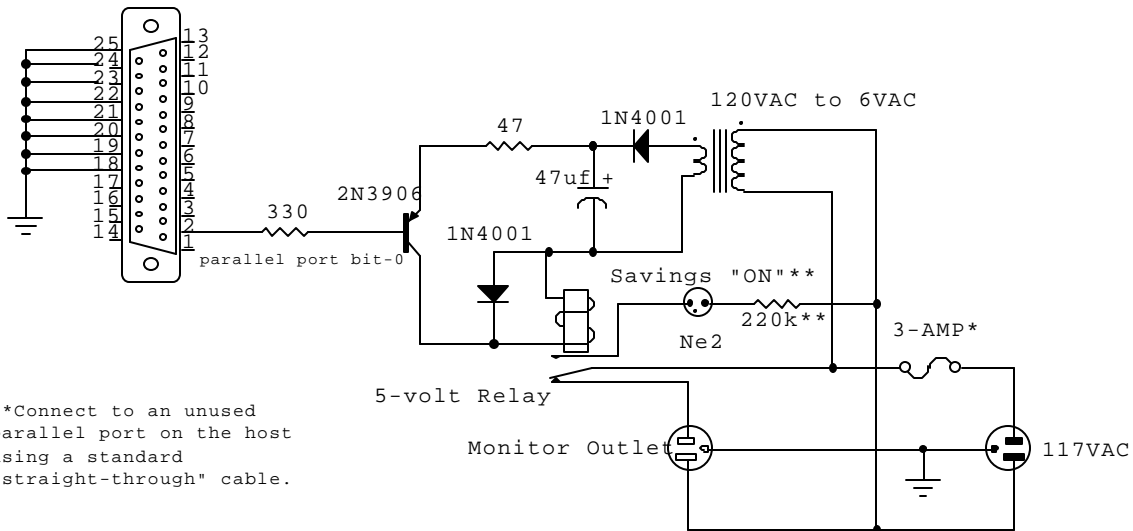 25
24
23
22
21
20
19
18
17
16
15
14
13
12
11
10
9
8
7
6
5
4
3
2
1
330
parallel port bit-0
2N3906
47
1N4001
47uf +
1N4001
120VAC to 6VAC
Savings "ON"**
220k**
Ne2
3-AMP*
5-volt Relay
Monitor Outlet
117VAC
*Connect to an unused
parallel port on the host
using a standard
"straight-through" cable.